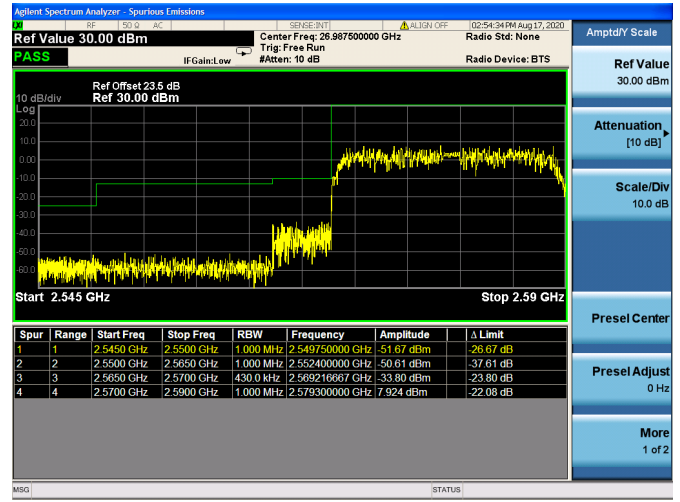 Agilent Spectrum Analyzer - Spurious Emissions
RF 50 Ω AC SENSE:INT ALIGN OFF 02:54:34 PM Aug 17, 2020
Ref Value 30.00 dBm
Center Freq: 26.987500000 GHz
Radio Std: None
Trig: Free Run
PASS
IFGain:Low
#Atten: 10 dB
Radio Device: BTS
Ref Offset 23.5 dB
10 dB/div Ref 30.00 dBm
Log
20.0
10.0
0.00
-10.0
-20.0
-30.0
-40.0
-50.0
-60.0
Start 2.545 GHz Stop 2.59 GHz
Spur Range Start Freq Stop Freq RBW Frequency Amplitude Δ Limit
1 1 2.5450 GHz 2.5500 GHz 1.000 MHz 2.549750000 GHz -51.67 dBm -26.67 dB
2 2 2.5500 GHz 2.5650 GHz 1.000 MHz 2.552400000 GHz -50.61 dBm -37.61 dB
3 3 2.5650 GHz 2.5700 GHz 430.0 kHz 2.569216667 GHz -33.80 dBm -23.80 dB
4 4 2.5700 GHz 2.5900 GHz 1.000 MHz 2.579300000 GHz 7.924 dBm -22.08 dB
MSG STATUS
Amptd/Y Scale
Ref Value
30.00 dBm
Attenuation
[10 dB]
Scale/Div
10.0 dB
Presel Center
Presel Adjust
0 Hz
More
1 of 2